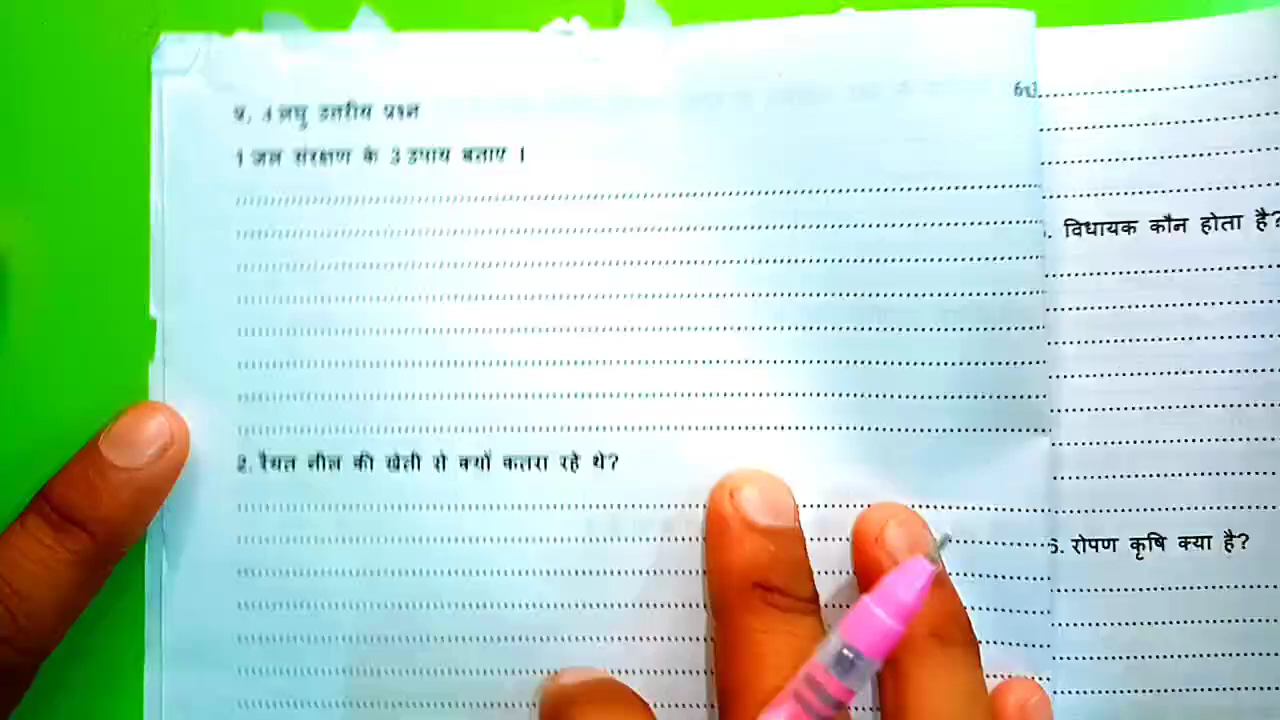 प्र. 4 लघु उत्तरीय प्रश्न
1 जल संरक्षण के 3 उपाय बताए ।
2. रैयत नील की खेती से क्यों कतरा रहे थे?
. विधायक कौन होता है?
5. रोपण कृषि क्या है?